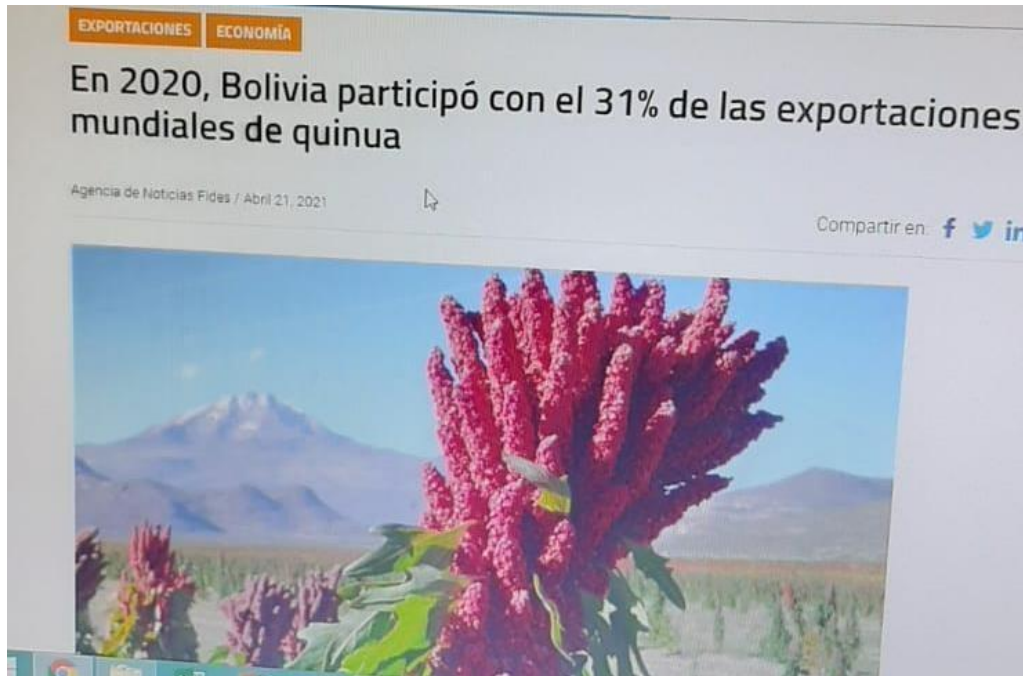 EXPORTACIONES ECONOMÍA
En 2020, Bolivia participó con el 31% de las exportaciones
mundiales de quinua
Agencia de Noticias Fides / Abril 21, 2021
Compartir en: f in